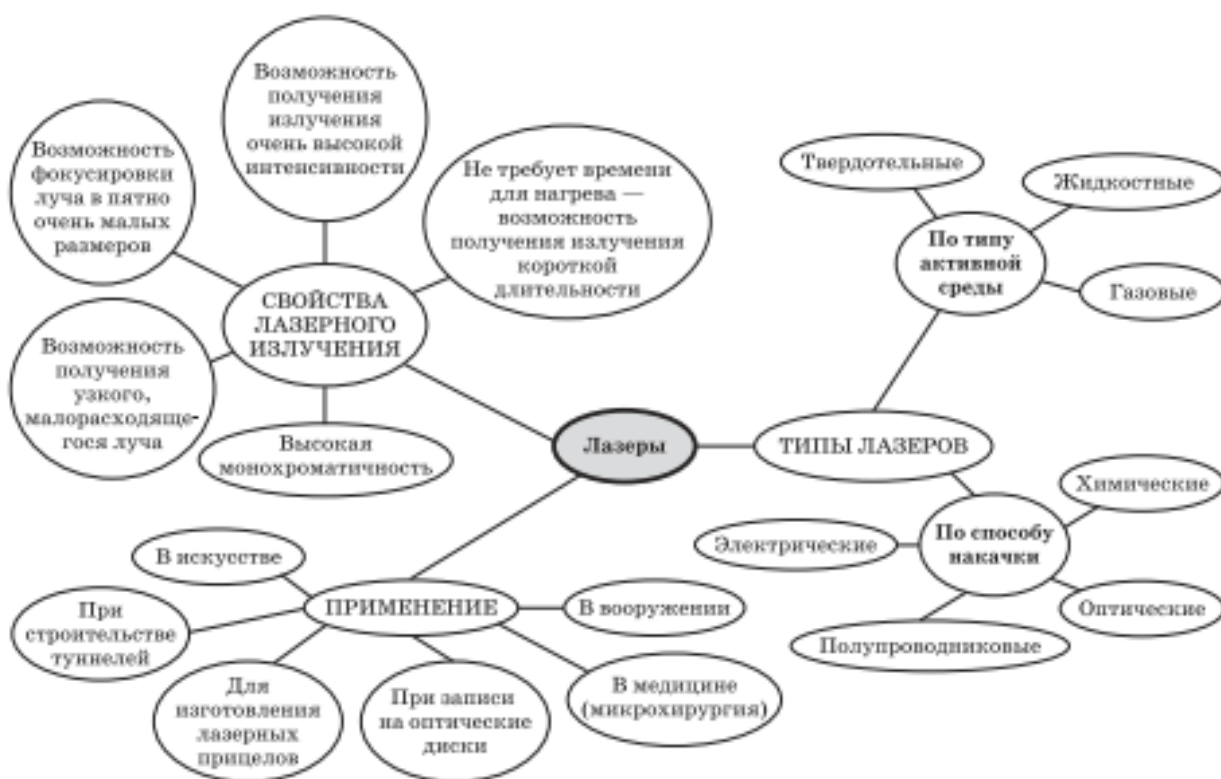 Возможность
получения
излучения
очень высокой
интенсивности
Возможность
фокусировки
луча в пятно
очень малых
размеров
Не требует времени
для нагрева —
возможность
получения излучения
короткой
длительности
СВОЙСТВА
ЛАЗЕРНОГО
ИЗЛУЧЕНИЯ
Возможность
получения
узкого,
малорасходяще-
гося луча
Высокая
монохроматичность
Лазеры
ТИПЫ ЛАЗЕРОВ
По типу
активной
среды
Твердотельные
Жидкостные
Газовые
По способу
накачки
Химические
Электрические
Оптические
Полупроводниковые
ПРИМЕНЕНИЕ
В искусстве
При
строительстве
туннелей
Для
изготовления
лазерных
прицелов
При записи
на оптические
диски
В медицине
(микрохирургия)
В вооружении